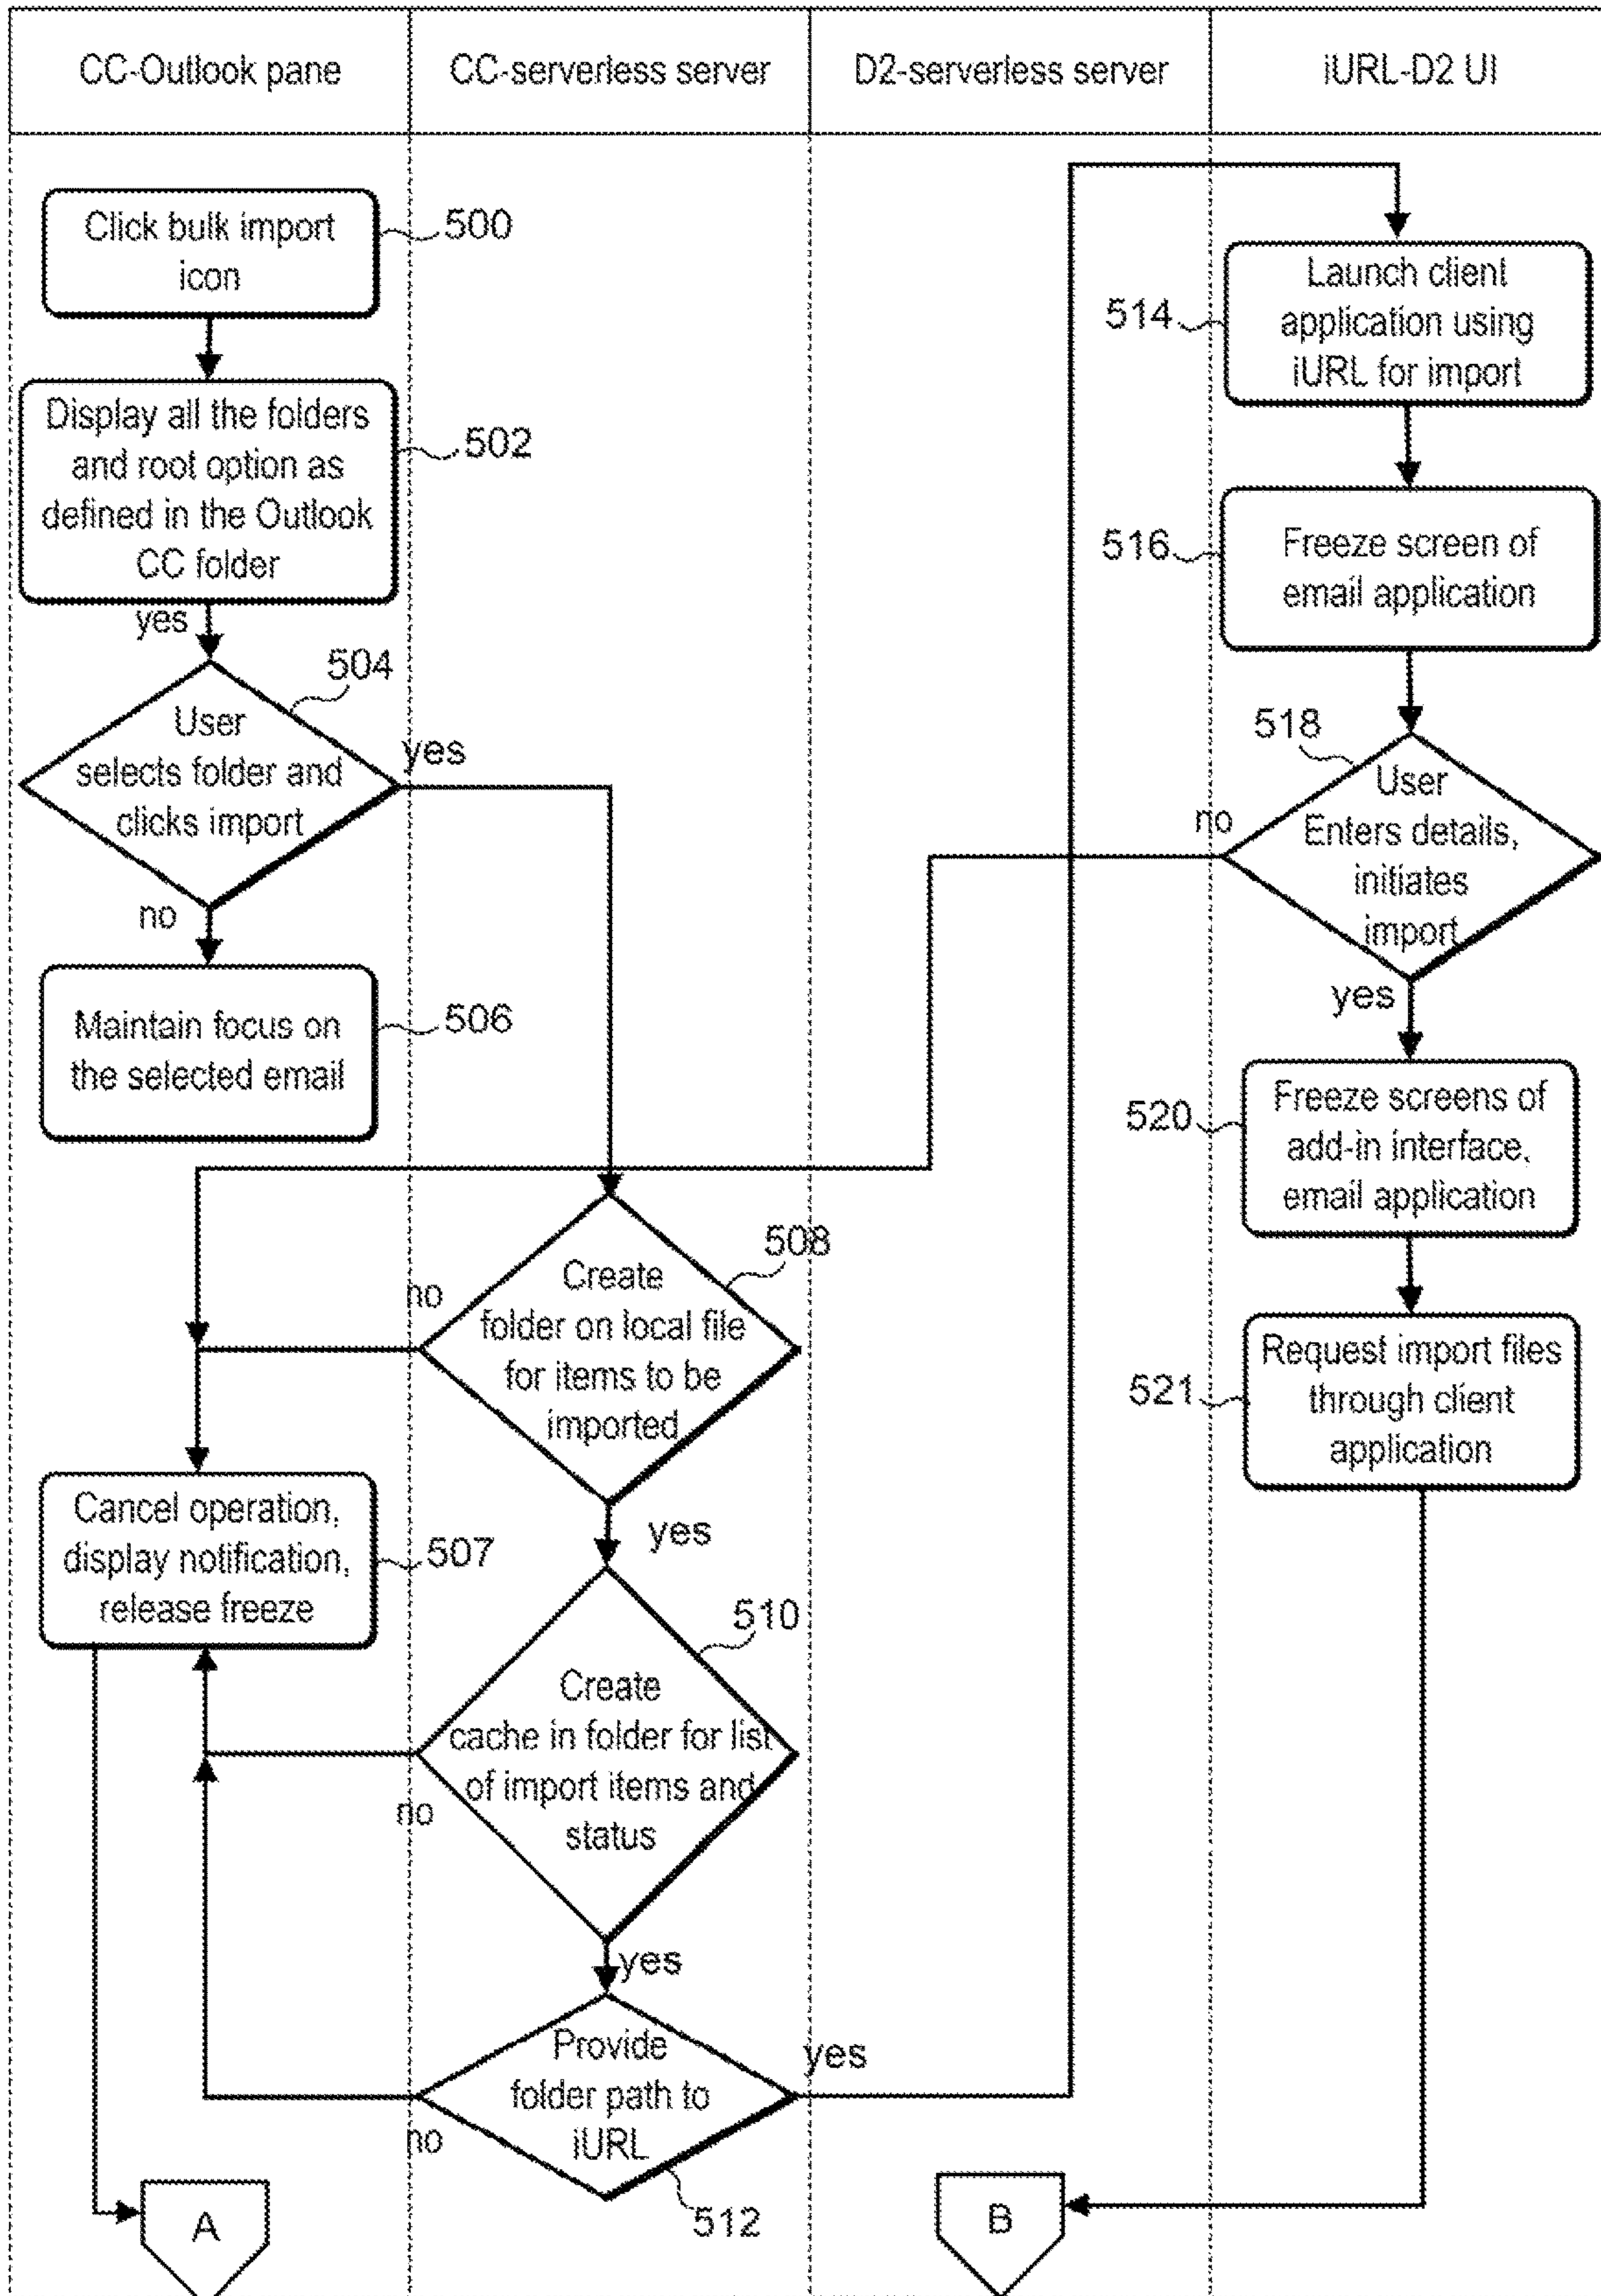 CC-Outlook pane
CC-serverless server
D2-serverless server
iURL-D2 UI
Click bulk import
icon
500
Display all the folders
and root option as
defined in the Outlook
CC folder
502
yes
504
User
selects folder and
clicks import
yes
no
Maintain focus on
the selected email
506
508
Create
folder on local file
for items to be
imported
no
yes
Cancel operation,
display notification,
release freeze
507
510
Create
cache in folder for list
of import items and
status
no
yes
Provide
folder path to
iURL
yes
no
512
A
514
Launch client
application using
iURL for import
516
Freeze screen of
email application
518
User
Enters details,
initiates
import
no
yes
520
Freeze screens of
add-in interface,
email application
521
Request import files
through client
application
B